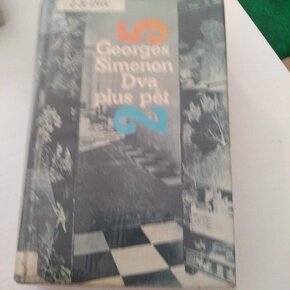 5
Georges
Simenon
Dva
plus pět
2